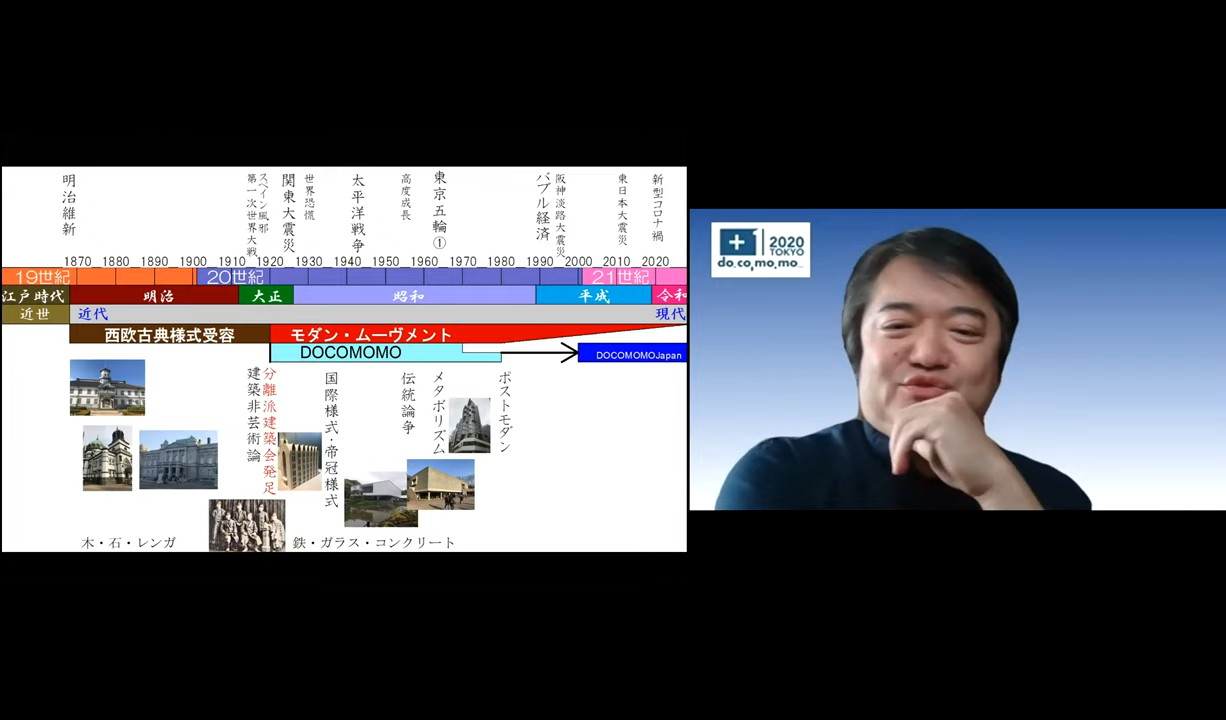 明治維新
第一次世界大戦
スペイン風邪
関東大震災
世界恐慌
太平洋戦争
高度成長
東京五輪①
バブル経済
阪神淡路大震災
東日本大震災
新型コロナ禍
1870 1880 1890 1900 1910 1920 1930 1940 1950 1960 1970 1980 1990 2000 2010 2020
19世紀 20世紀 21世紀
江戸時代 明治 大正 昭和 平成 令和
近世 近代 現代
西欧古典様式受容 モダン・ムーヴメント
DOCOMOMO DOCOMOMOJapan
建築非芸術論
分離派建築会発足
国際様式・帝冠様式
伝統論争
メタボリズム
ポストモダン
木・石・レンガ
鉄・ガラス・コンクリート
+1 2020
TOKYO
do.co,mo.mo_